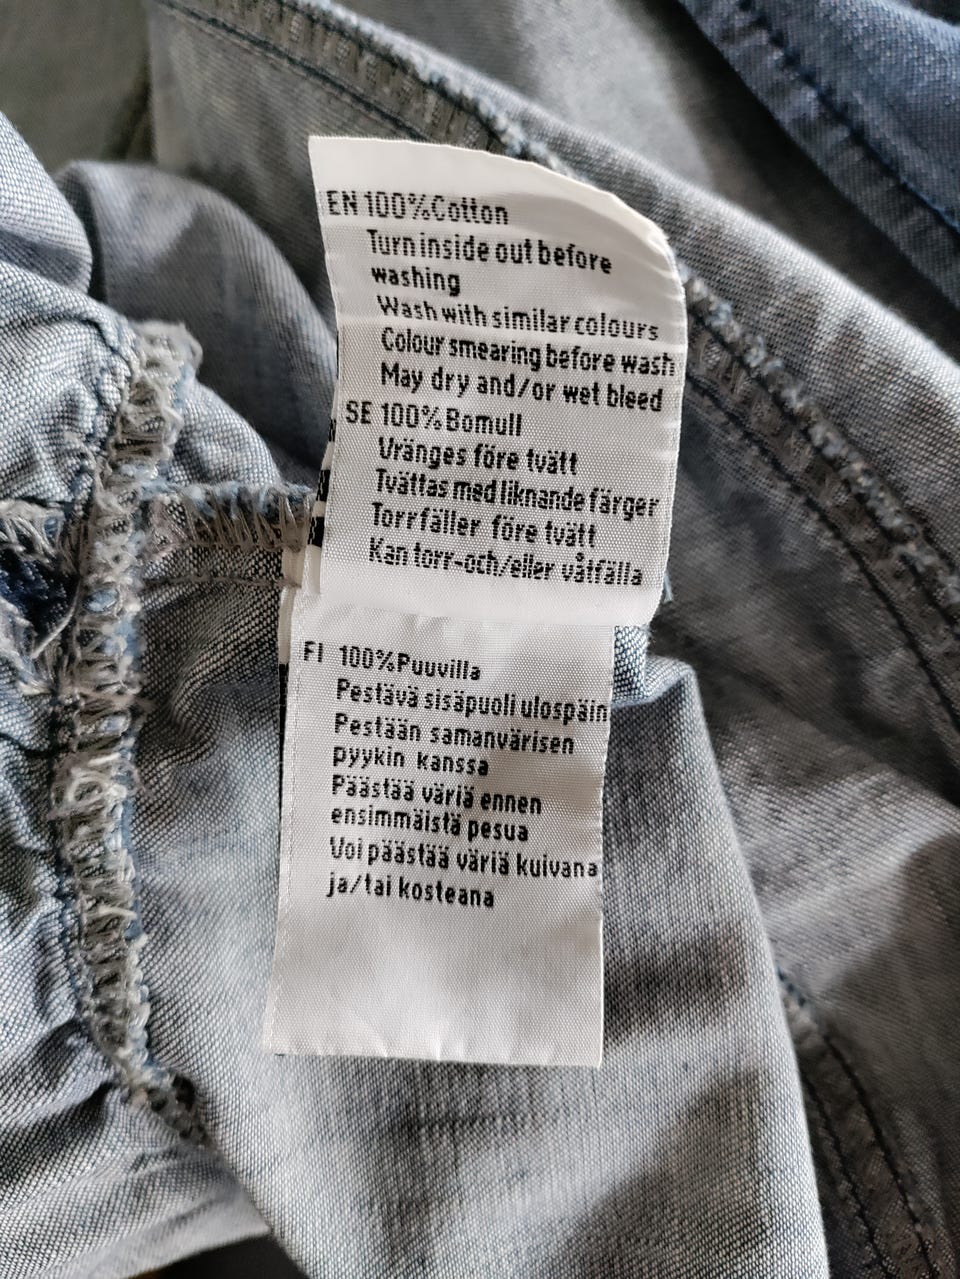 EN 100%Cotton
Turn inside out before
washing
Wash with similar colours
Colour smearing before wash
May dry and/or wet bleed
SE 100% Bomull
Uränges före tvätt
Tvättas med liknande färger
Torrfäller före tvätt
Kan torr-och/eller våtfälla
FI 100%Puuvilla
Pestävä sisäpuoli ulospäin
Pestään samanvärisen
pyykin kanssa
Päästää väriä ennen
ensimmäistä pesua
Voi päästää väriä kuivana
ja/tai kosteana